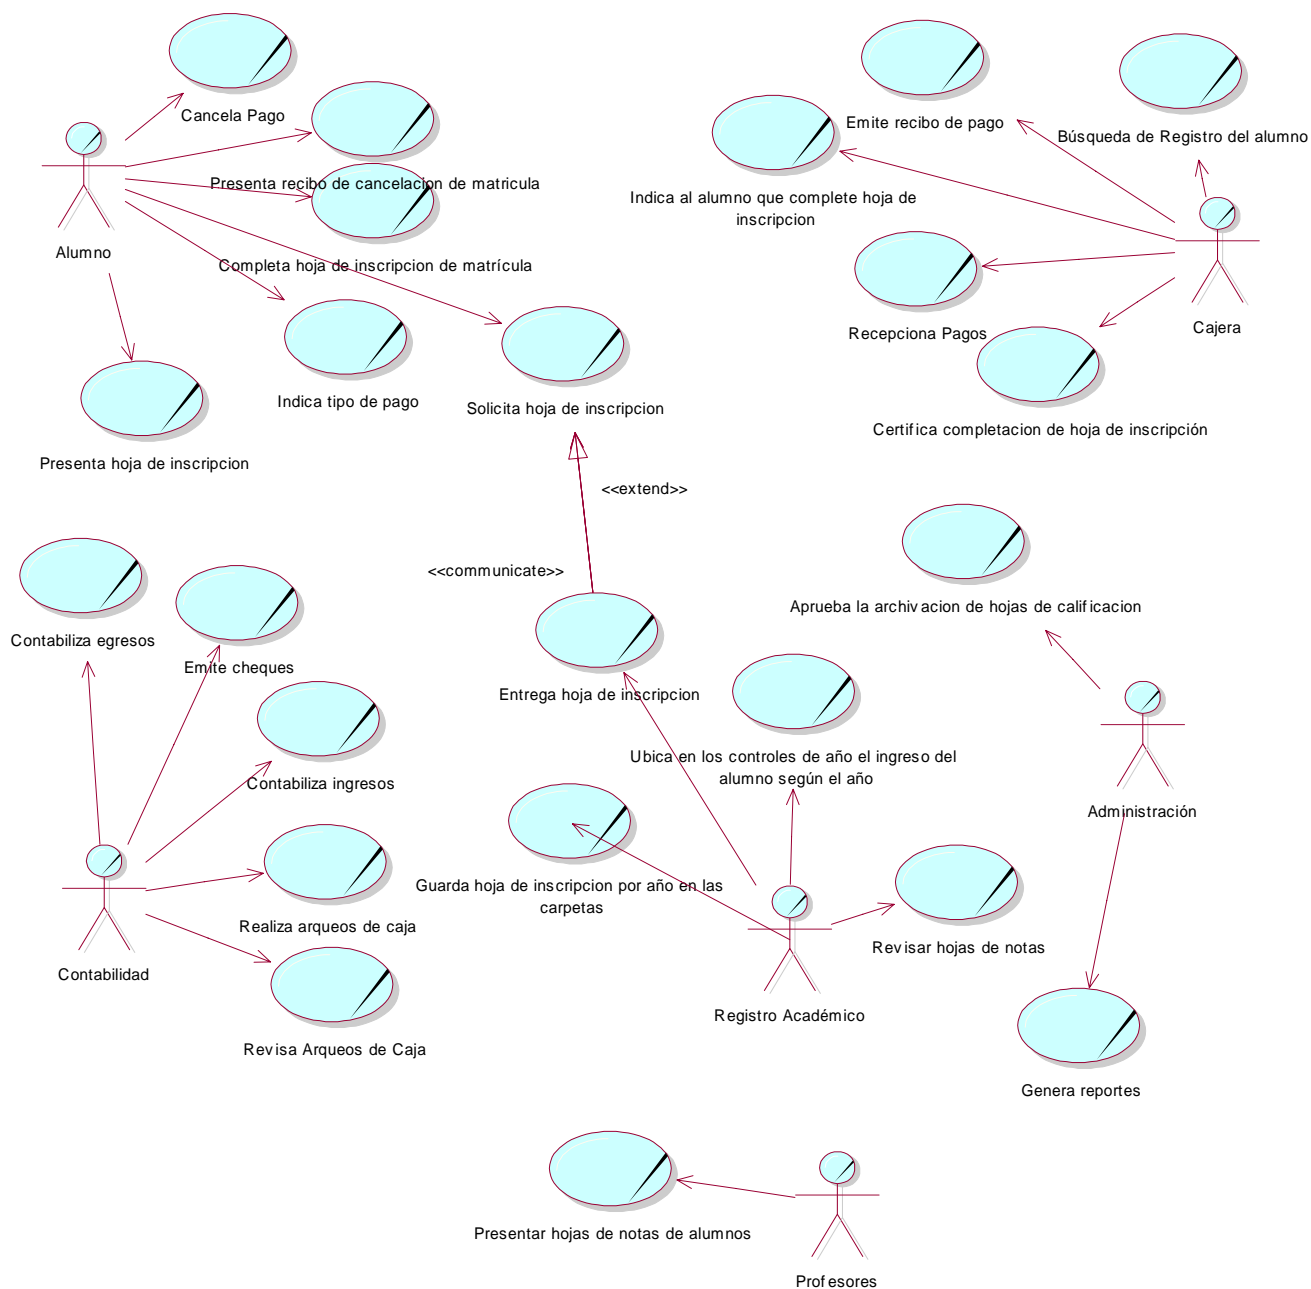 Cancela Pago
Emite recibo de pago
Búsqueda de Registro del alumno
Presenta recibo de cancelacion de matricula
Indica al alumno que complete hoja de
inscripcion
Alumno
Completa hoja de inscripcion de matrícula
Recepciona Pagos
Cajera
Indica tipo de pago
Solicita hoja de inscripcion
Certifica completacion de hoja de inscripción
Presenta hoja de inscripcion
<<extend>>
<<communicate>>
Aprueba la archivacion de hojas de calificacion
Contabiliza egresos
Emite cheques
Entrega hoja de inscripcion
Ubica en los controles de año el ingreso del
alumno según el año
Contabiliza ingresos
Administración
Guarda hoja de inscripcion por año en las
carpetas
Realiza arqueos de caja
Revisar hojas de notas
Contabilidad
Registro Académico
Revisa Arqueos de Caja
Genera reportes
Presentar hojas de notas de alumnos
Profesores